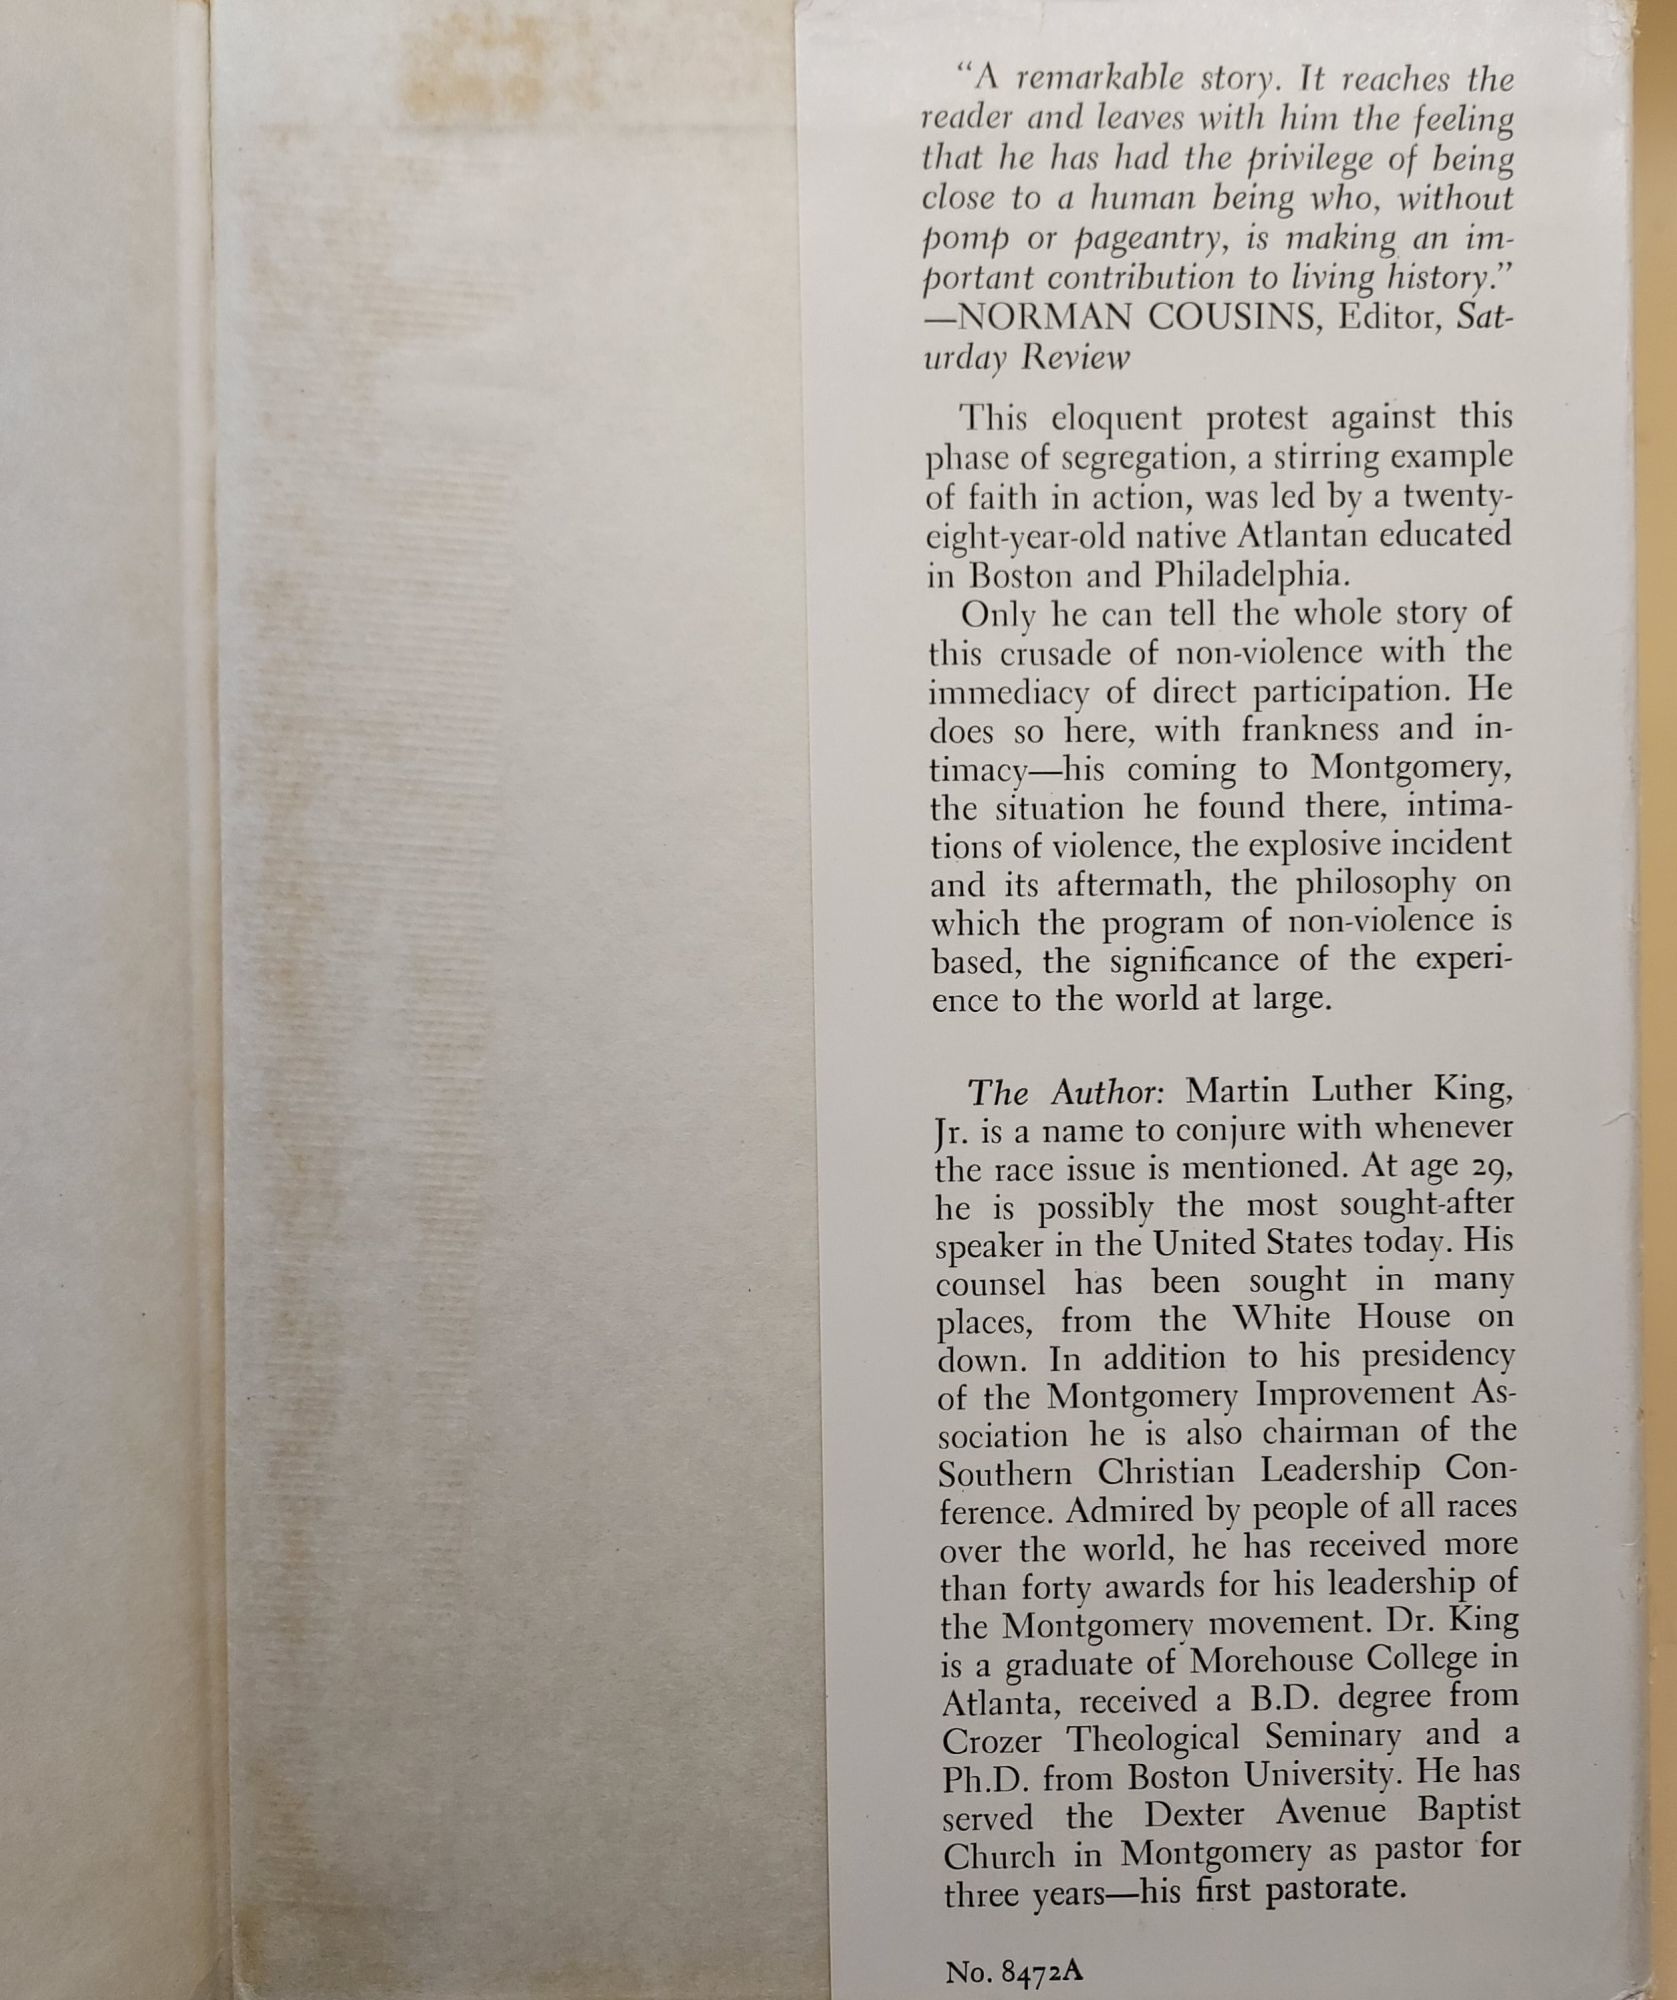 “A remarkable story. It reaches the
reader and leaves with him the feeling
that he has had the privilege of being
close to a human being who, without
pomp or pageantry, is making an im-
portant contribution to living history.”
—NORMAN COUSINS, Editor, Sat-
urday Review
This eloquent protest against this
phase of segregation, a stirring example
of faith in action, was led by a twenty-
eight-year-old native Atlantan educated
in Boston and Philadelphia.
Only he can tell the whole story of
this crusade of non-violence with the
immediacy of direct participation. He
does so here, with frankness and in-
timacy—his coming to Montgomery,
the situation he found there, intima-
tions of violence, the explosive incident
and its aftermath, the philosophy on
which the program of non-violence is
based, the significance of the experi-
ence to the world at large.
The Author: Martin Luther King,
Jr. is a name to conjure with whenever
the race issue is mentioned. At age 29,
he is possibly the most sought-after
speaker in the United States today. His
counsel has been sought in many
places, from the White House on
down. In addition to his presidency
of the Montgomery Improvement As-
sociation he is also chairman of the
Southern Christian Leadership Con-
ference. Admired by people of all races
over the world, he has received more
than forty awards for his leadership of
the Montgomery movement. Dr. King
is a graduate of Morehouse College in
Atlanta, received a B.D. degree from
Crozer Theological Seminary and a
Ph.D. from Boston University. He has
served the Dexter Avenue Baptist
Church in Montgomery as pastor for
three years—his first pastorate.
No. 8472A